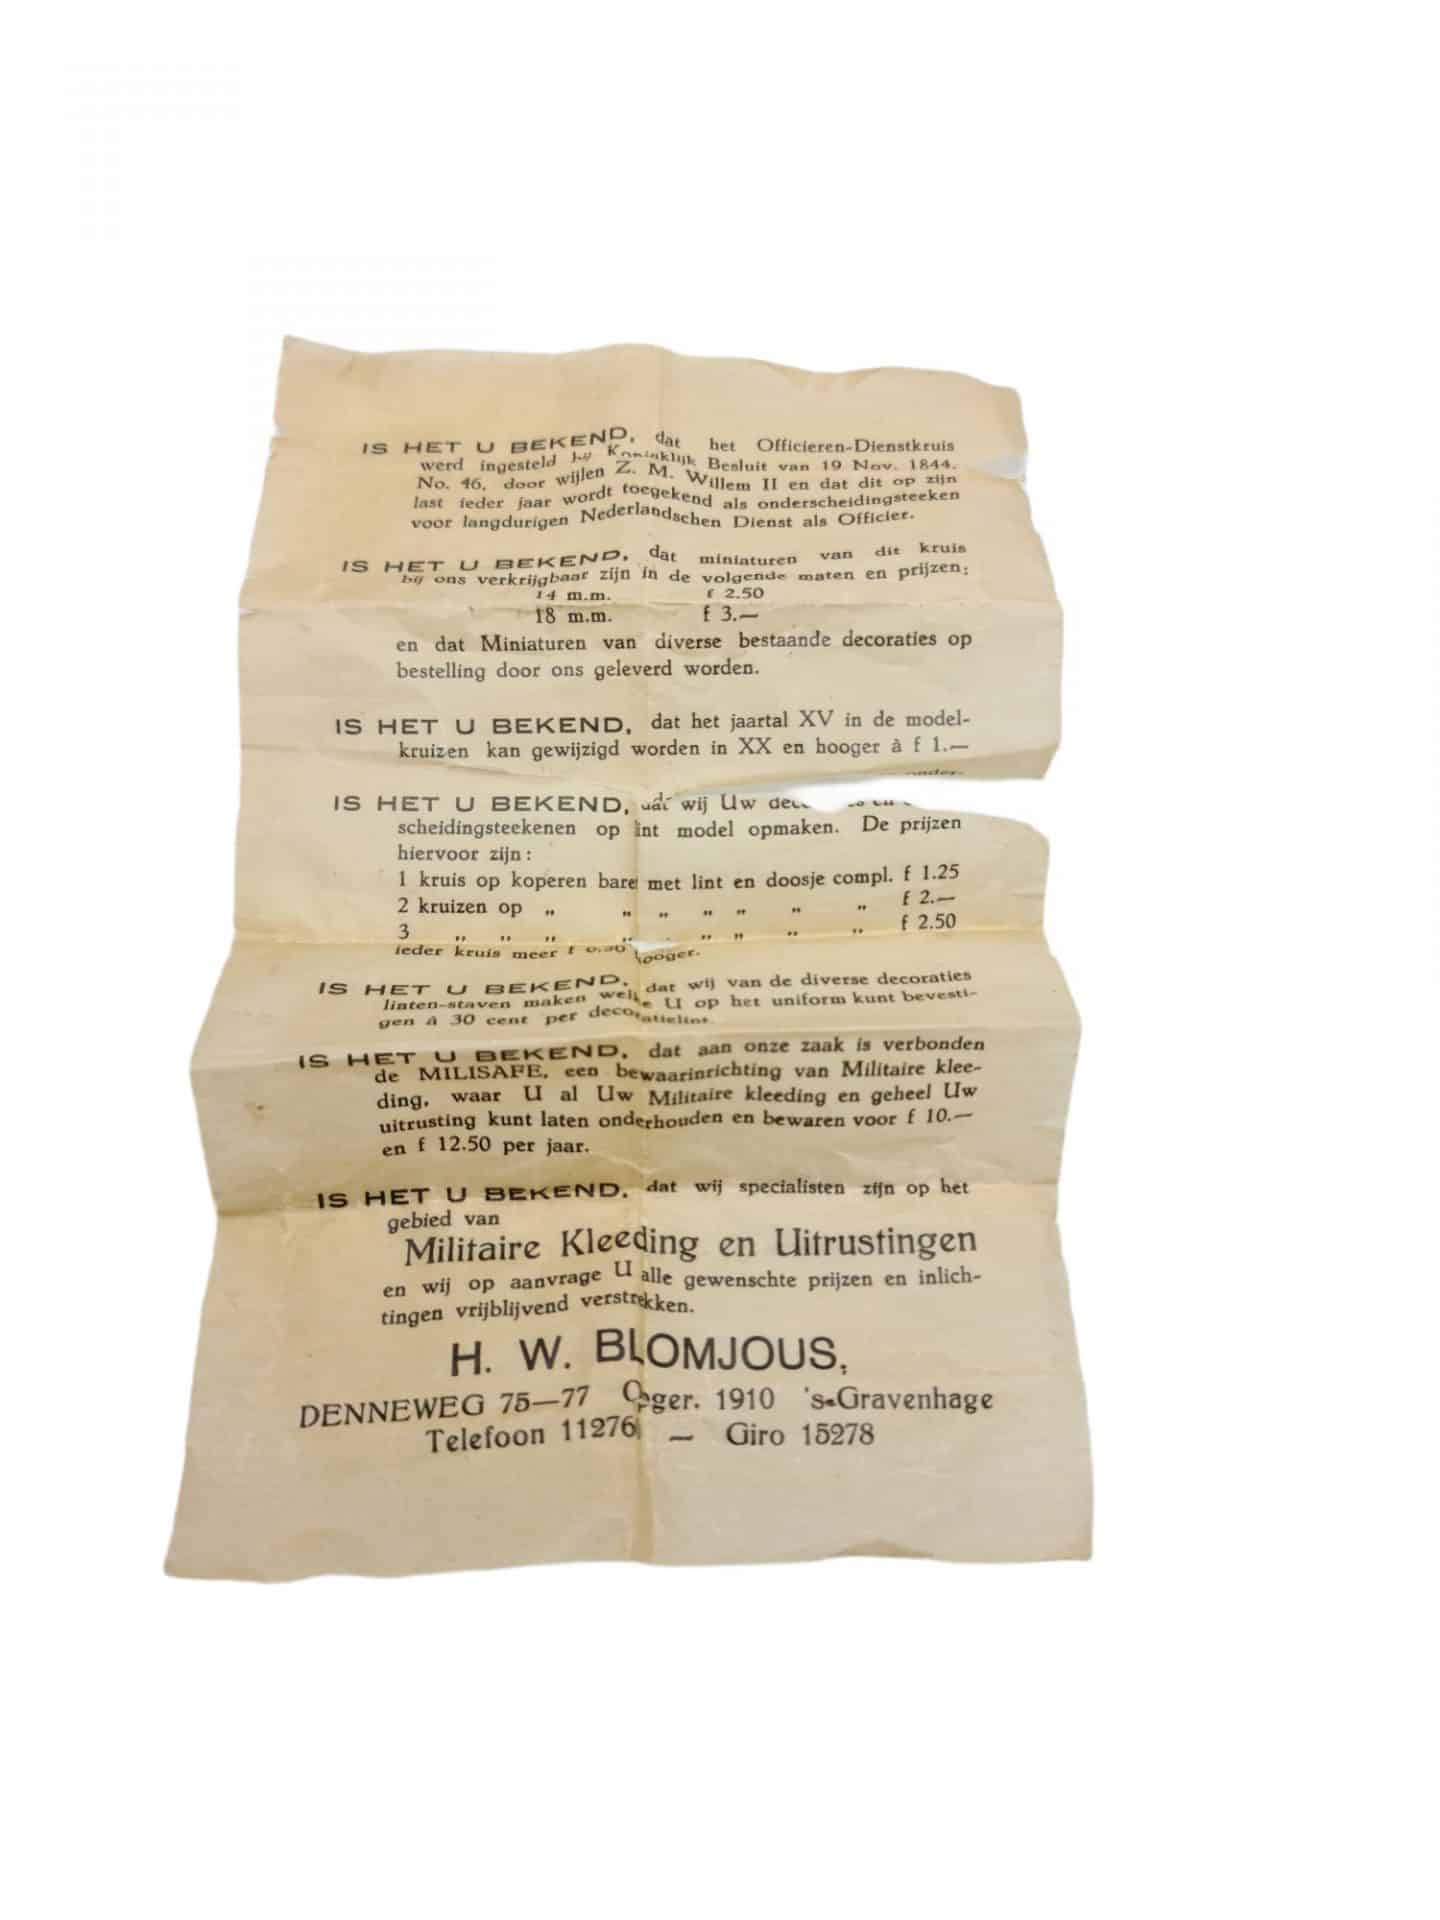 IS HET U BEKEND, dat het Officieren-Dienstkruis
werd ingesteld bij Koninklijk Besluit van 19 Nov. 1844.
No. 46, door wijlen Z. M. Willem II en dat dit op zijn
last ieder jaar wordt toegekend als onderscheidingsteeken
voor langdurigen Nederlandschen Dienst als Officier.
IS HET U BEKEND, dat miniaturen van dit kruis
bij ons verkrijgbaar zijn in de volgende maten en prijzen:
14 m.m. f 2.50
18 m.m. f 3.—
en dat Miniaturen van diverse bestaande decoraties op
bestelling door ons geleverd worden.
IS HET U BEKEND, dat het jaartal XV in de model-
kruizen kan gewijzigd worden in XX en hooger à f 1.—
IS HET U BEKEND, dat wij Uw en onder-
scheidingsteekenen op lint model opmaken. De prijzen
hiervoor zijn:
1 kruis op koperen bare met lint en doosje compl. f 1.25
2 kruizen op „ „ „ „ „ „ „ f 2.—
3 „ „ „ „ „ „ „ „ f 2.50
ieder kruis meer f 0.50 hooger.
IS HET U BEKEND, dat wij van de diverse decoraties
linten-staven maken welke U op het uniform kunt bevesti-
gen à 30 cent per decoratielint.
IS HET U BEKEND, dat aan onze zaak is verbonden
de MILISAFE, een bewaarinrichting van Militaire klee-
ding, waar U al Uw Militaire kleeding en geheel Uw
uitrusting kunt laten onderhouden en bewaren voor f 10.—
en f 12.50 per jaar.
IS HET U BEKEND, dat wij specialisten zijn op het
gebied van
Militaire Kleeding en Uitrustingen
en wij op aanvrage U alle gewenschte prijzen en inlich-
tingen vrijblijvend verstrekken.
H. W. BLOMJOUS,
DENNEWEG 75—77 Opger. 1910 's-Gravenhage
Telefoon 11276 — Giro 15278